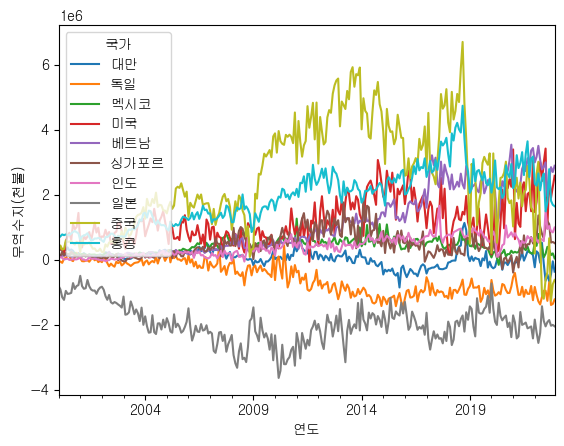 1e6
국가
대만
독일
멕시코
미국
베트남
싱가포르
인도
일본
중국
홍콩
무역수지(천불)
6
4
2
0
−2
−4
2004
2009
2014
2019
연도